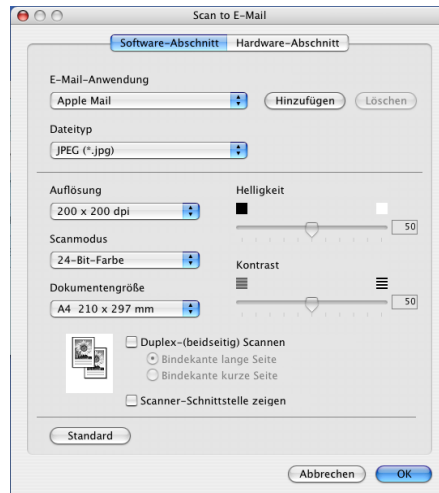 Scan to E-Mail
Software-Abschnitt Hardware-Abschnitt
E-Mail-Anwendung
Apple Mail Hinzufügen Löschen
Dateityp
JPEG (*.jpg)
Auflösung Helligkeit
200 x 200 dpi
50
Scanmodus
24-Bit-Farbe
Kontrast
Dokumentengröße
A4 210 x 297 mm
50
Duplex-(beidseitig) Scannen
Bindekante lange Seite
Bindekante kurze Seite
Scanner-Schnittstelle zeigen
Standard
Abbrechen OK